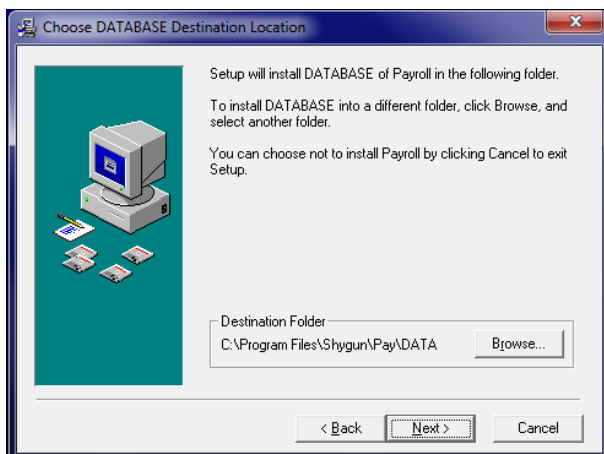 Choose DATABASE Destination Location
Setup will install DATABASE of Payroll in the following folder.
To install DATABASE into a different folder, click Browse, and
select another folder.
You can choose not to install Payroll by clicking Cancel to exit
Setup.
Destination Folder
C:\Program Files\Shygun\Pay\DATA
Browse...
< Back
Next >
Cancel